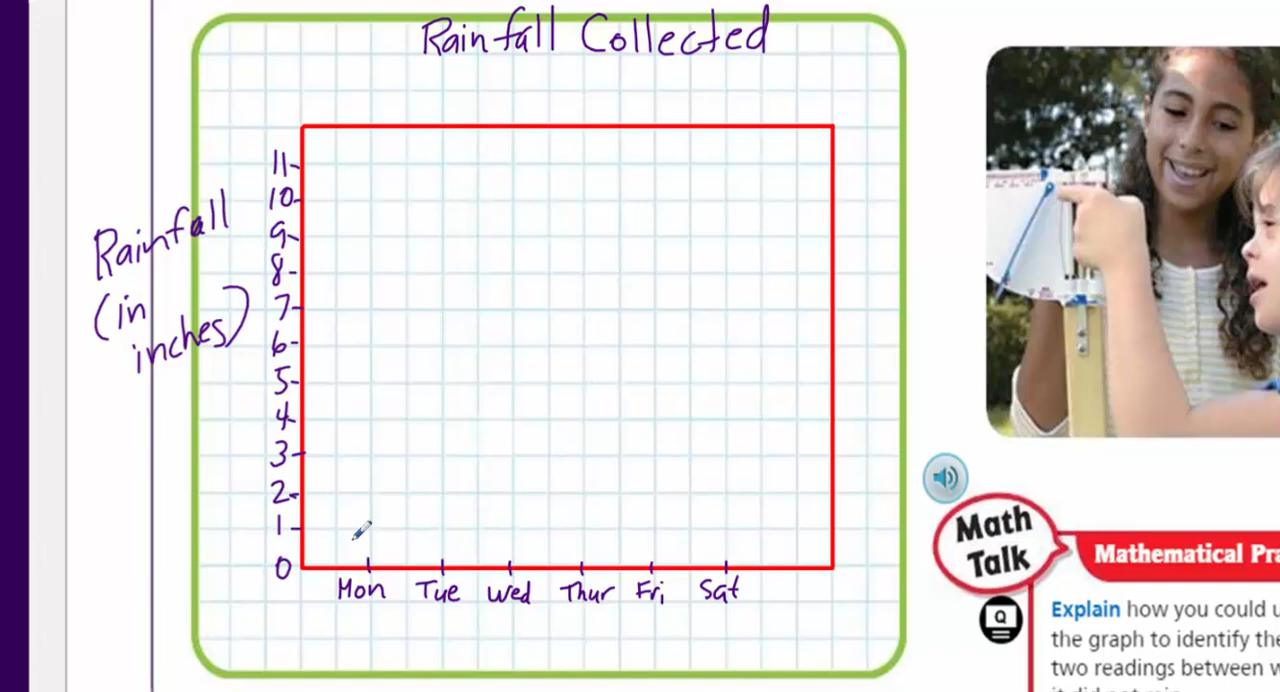 Rainfall Collected
Rainfall
(in
inches)
11
10
9
8
7
6
5
4
3
2
1
0
Mon Tue Wed Thur Fri Sat
Math
Talk
Mathematical Pra
Q
Explain how you could u
the graph to identify the
two readings between w